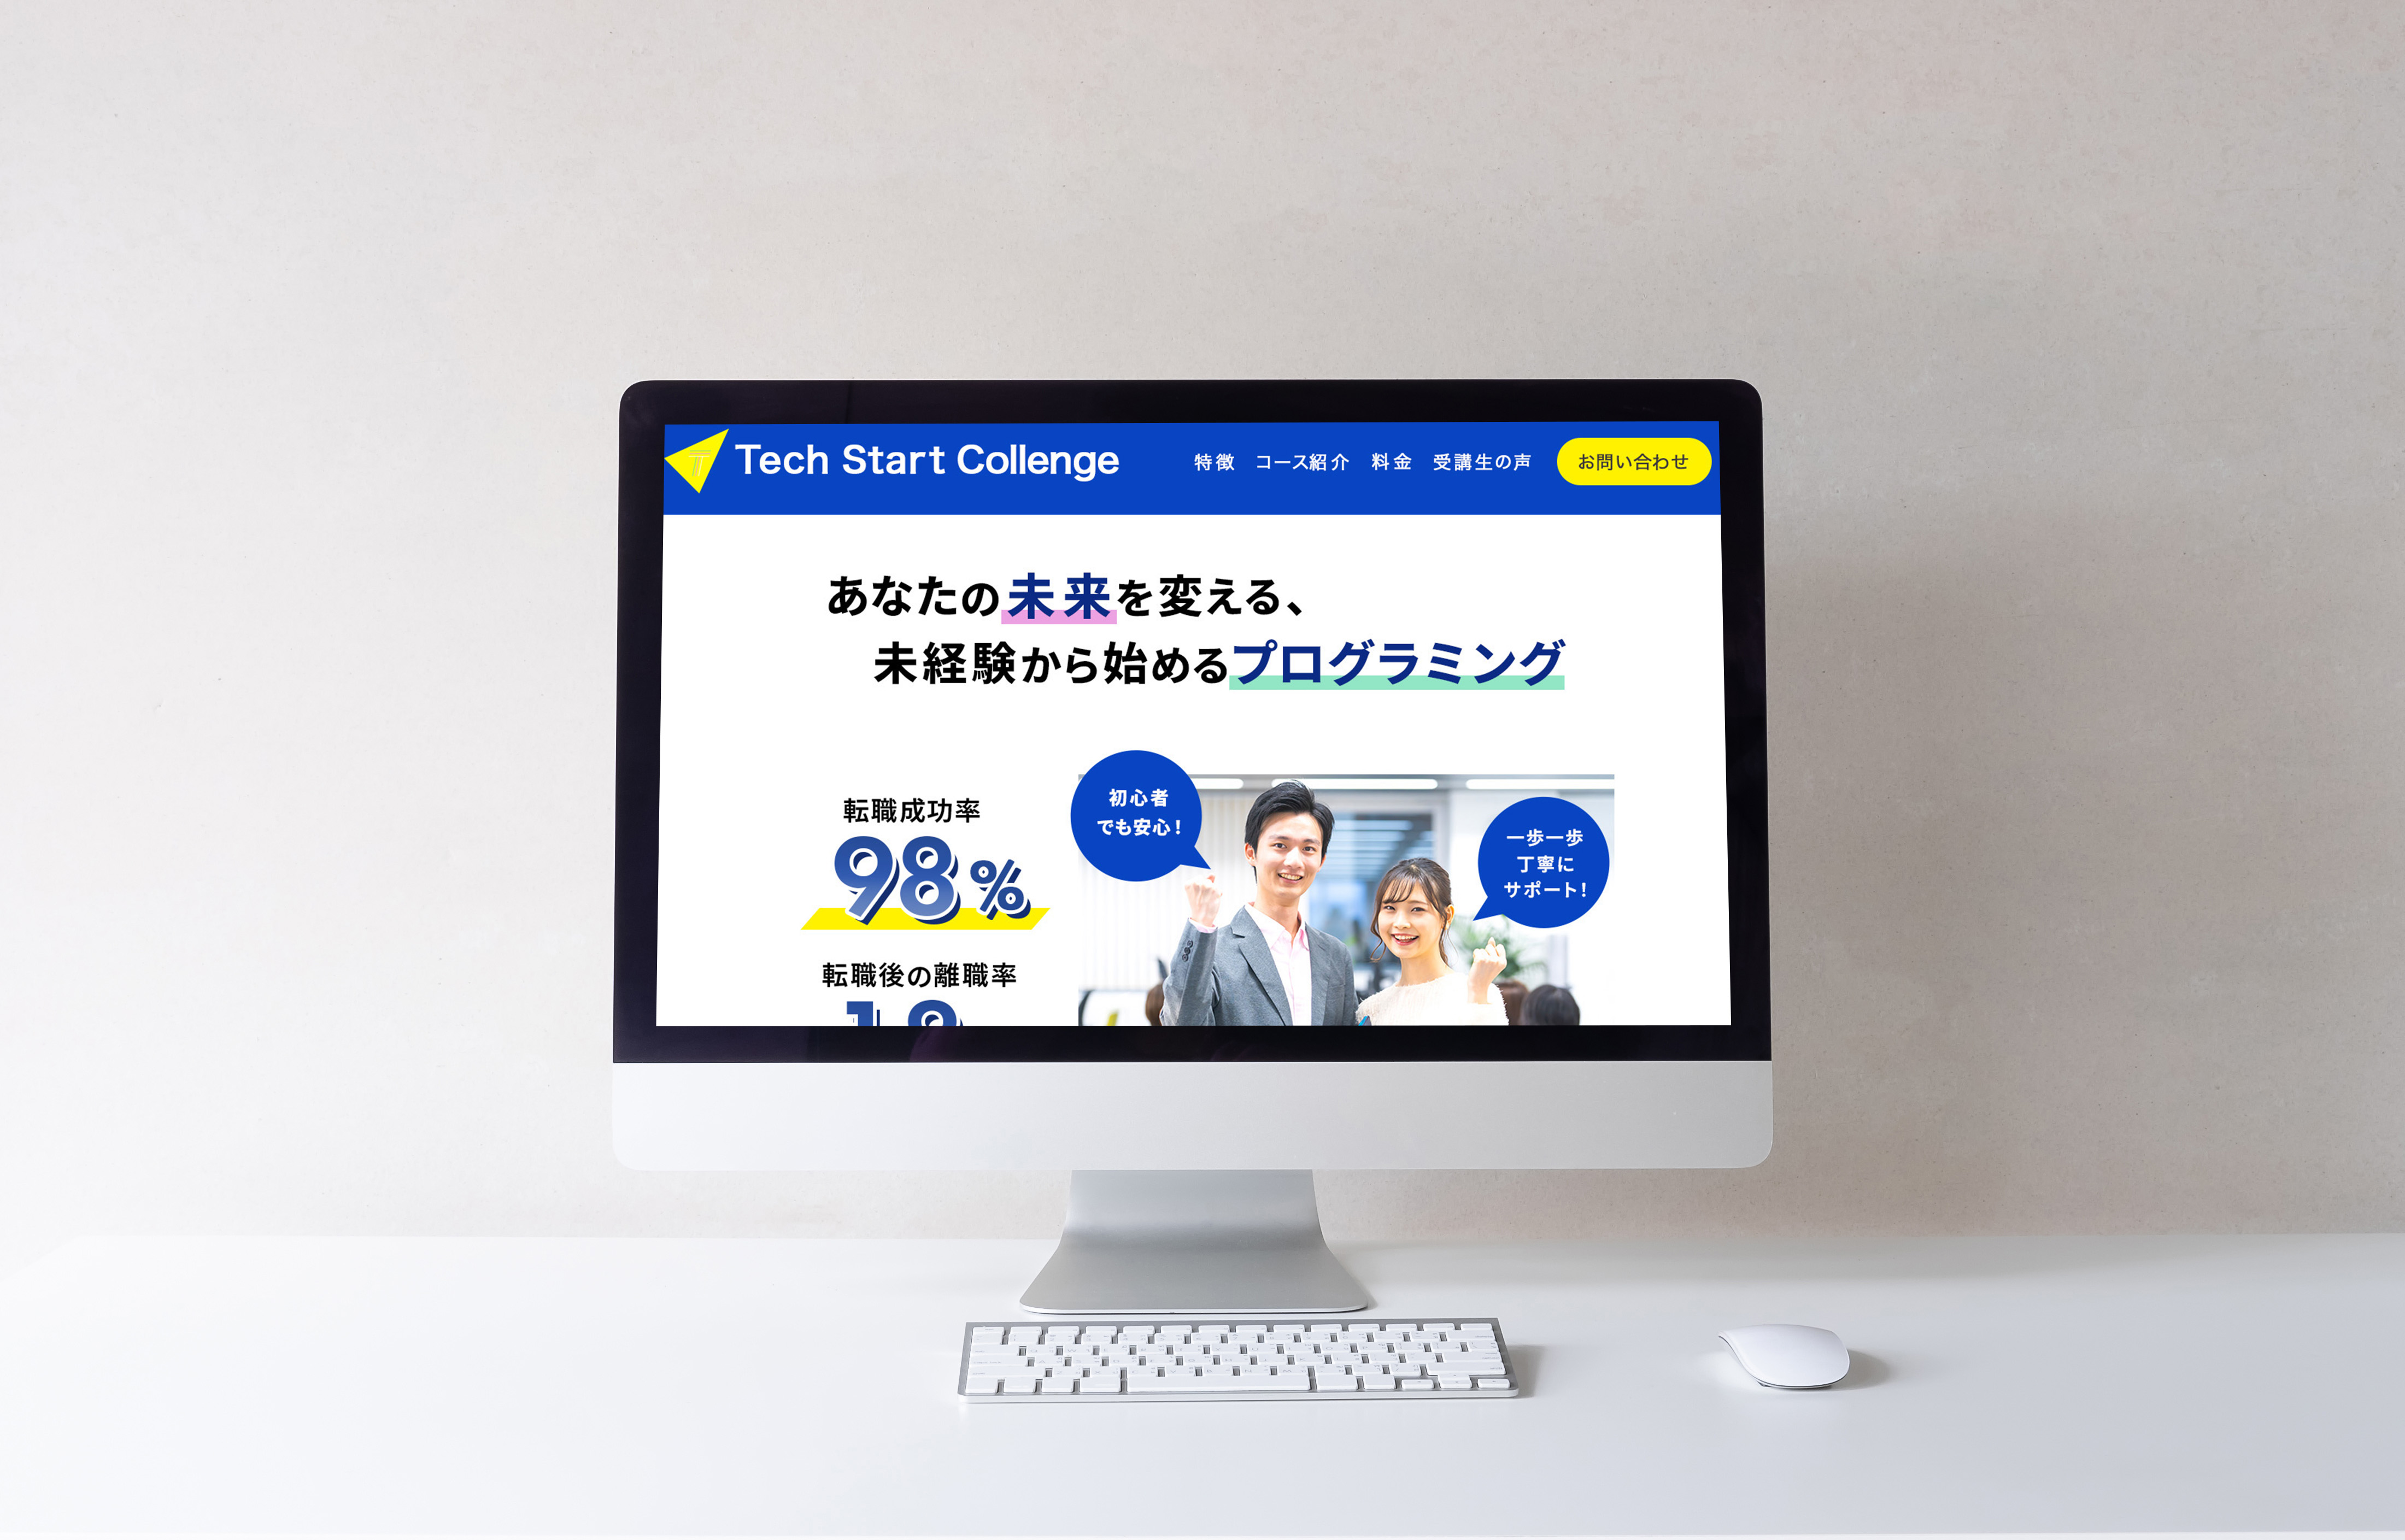 Tech Start Collenge
特徴 コース紹介 料金 受講生の声 お問い合わせ
あなたの未来を変える、
未経験から始めるプログラミング
転職成功率
98%
初心者
でも安心！
一歩一歩
丁寧に
サポート！
転職後の離職率